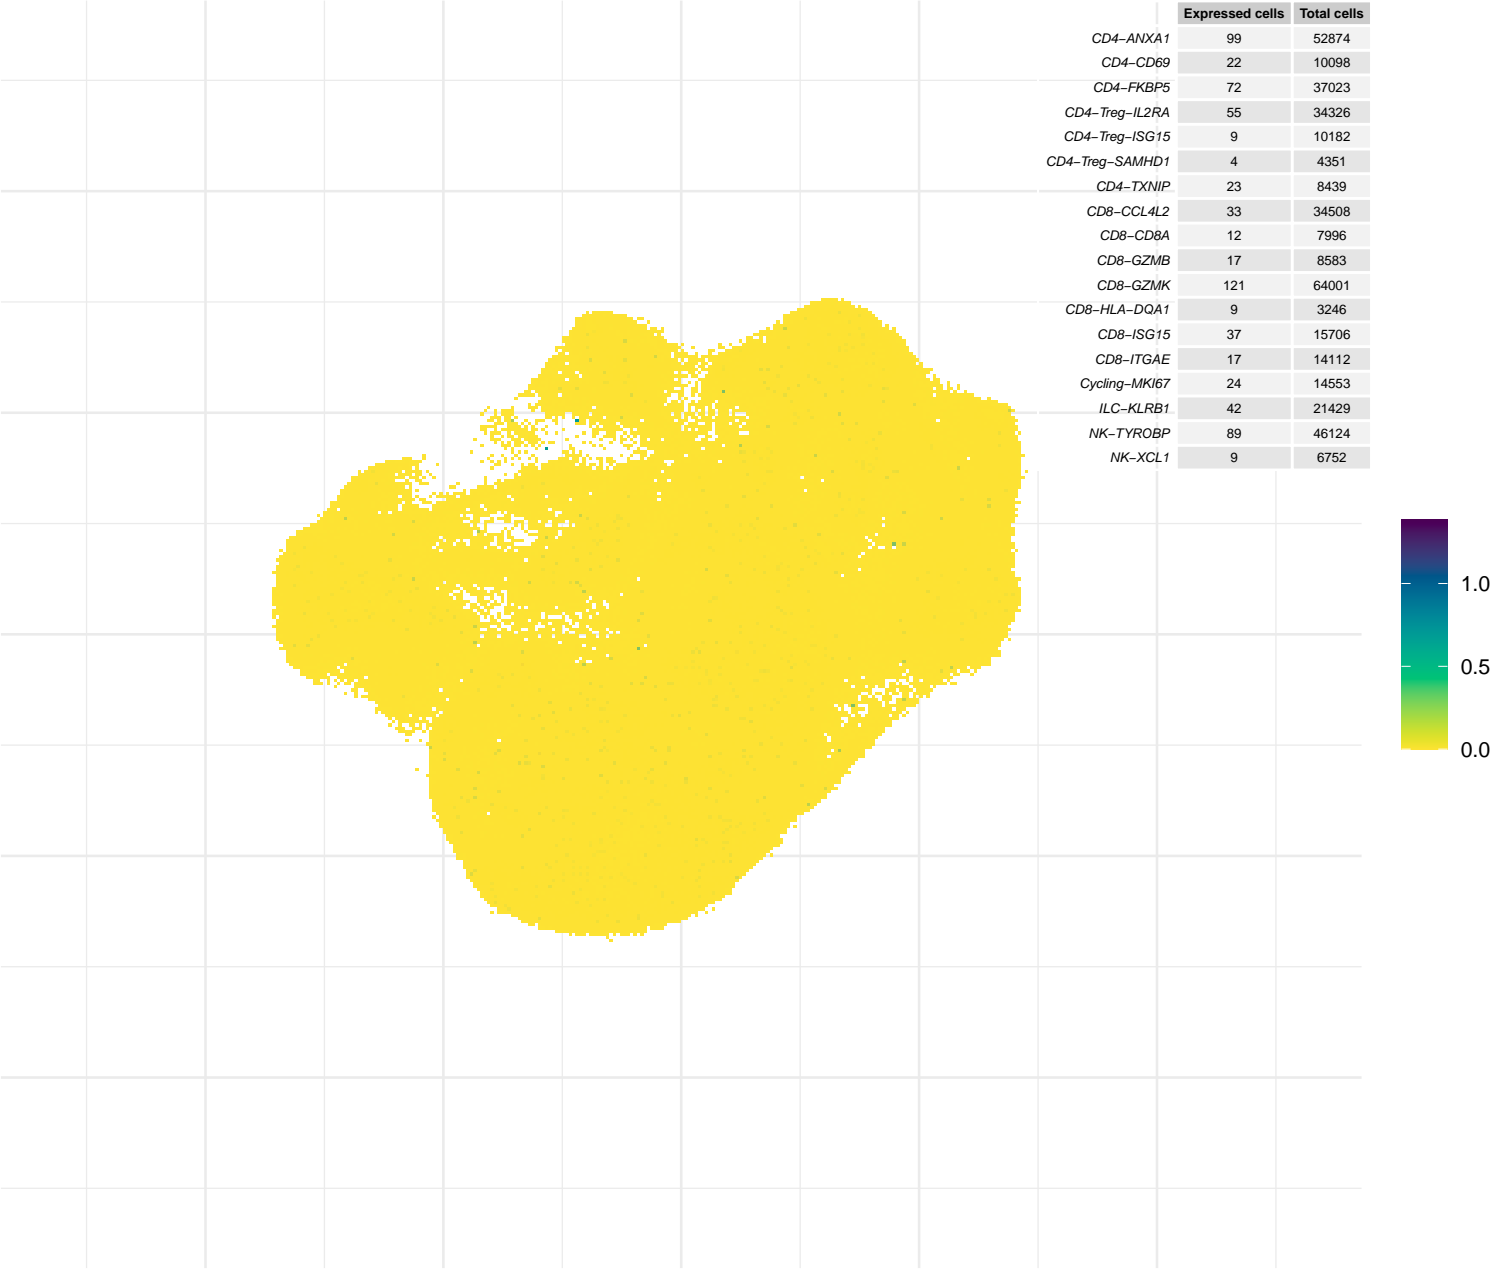 Expressed cells Total cells
CD4−ANXA1 99 52874
CD4−CD69 22 10098
CD4−FKBP5 72 37023
CD4−Treg−IL2RA 55 34326
CD4−Treg−ISG15 9 10182
CD4−Treg−SAMHD1 4 4351
CD4−TXNIP 23 8439
CD8−CCL4L2 33 34508
CD8−CD8A 12 7996
CD8−GZMB 17 8583
CD8−GZMK 121 64001
CD8−HLA−DQA1 9 3246
CD8−ISG15 37 15706
CD8−ITGAE 17 14112
Cycling−MKI67 24 14553
ILC−KLRB1 42 21429
NK−TYROBP 89 46124
NK−XCL1 9 6752
1.0
0.5
0.0